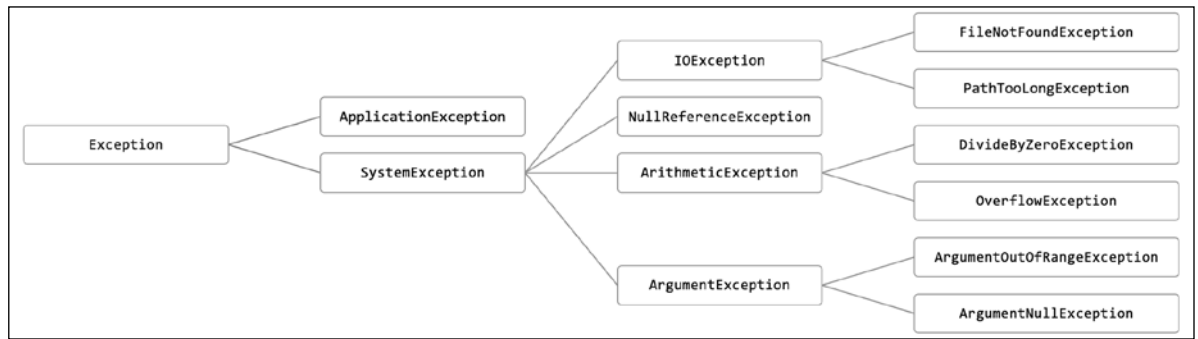 Exception
ApplicationException
SystemException
IOException
NullReferenceException
ArithmeticException
ArgumentException
FileNotFoundException
PathTooLongException
DivideByZeroException
OverflowException
ArgumentOutOfRangeException
ArgumentNullException